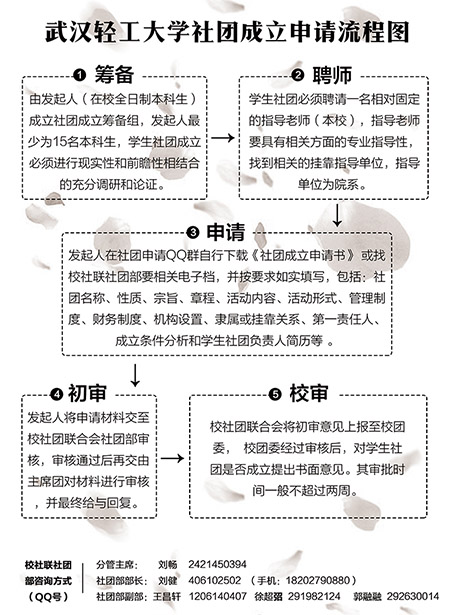 武汉轻工大学社团成立申请流程图
❶ 筹备
由发起人（在校全日制本科生）
成立社团成立筹备组，发起人最
少为15名本科生，学生社团成立
必须进行现实性和前瞻性相结合
的充分调研和论证。
❷ 聘师
学生社团必须聘请一名相对固定
的指导老师（本校），指导老师
要具有相关方面的专业指导性，
找到相关的挂靠指导单位，指导
单位为院系。
❸ 申请
发起人在社团申请QQ群自行下载《社团成立申请书》 或找
校社联社团部要相关电子档，并按要求如实填写，包括：社
团名称、性质、宗旨、章程、活动内容、活动形式、管理制
度、财务制度、机构设置、隶属或挂靠关系、第一责任人、
成立条件分析和学生社团负责人简历等 。
❹ 初审
发起人将申请材料交至
校社团联合会社团部审
核，审核通过后再交由
主席团对材料进行审核
，并最终给与回复。
❺ 校审
校社团联合会将初审意见上报至校团
委， 校团委经过审核后，对学生社
团是否成立提出书面意见。其审批时
间一般不超过两周。
校社联社团
部咨询方式
（QQ号）
分管主席： 刘畅 2421450394
社团部部长： 刘健 406102502 （手机：18202790880）
社团部副部：王昌轩 1206140407 徐超 291982124 郭融融 292630014